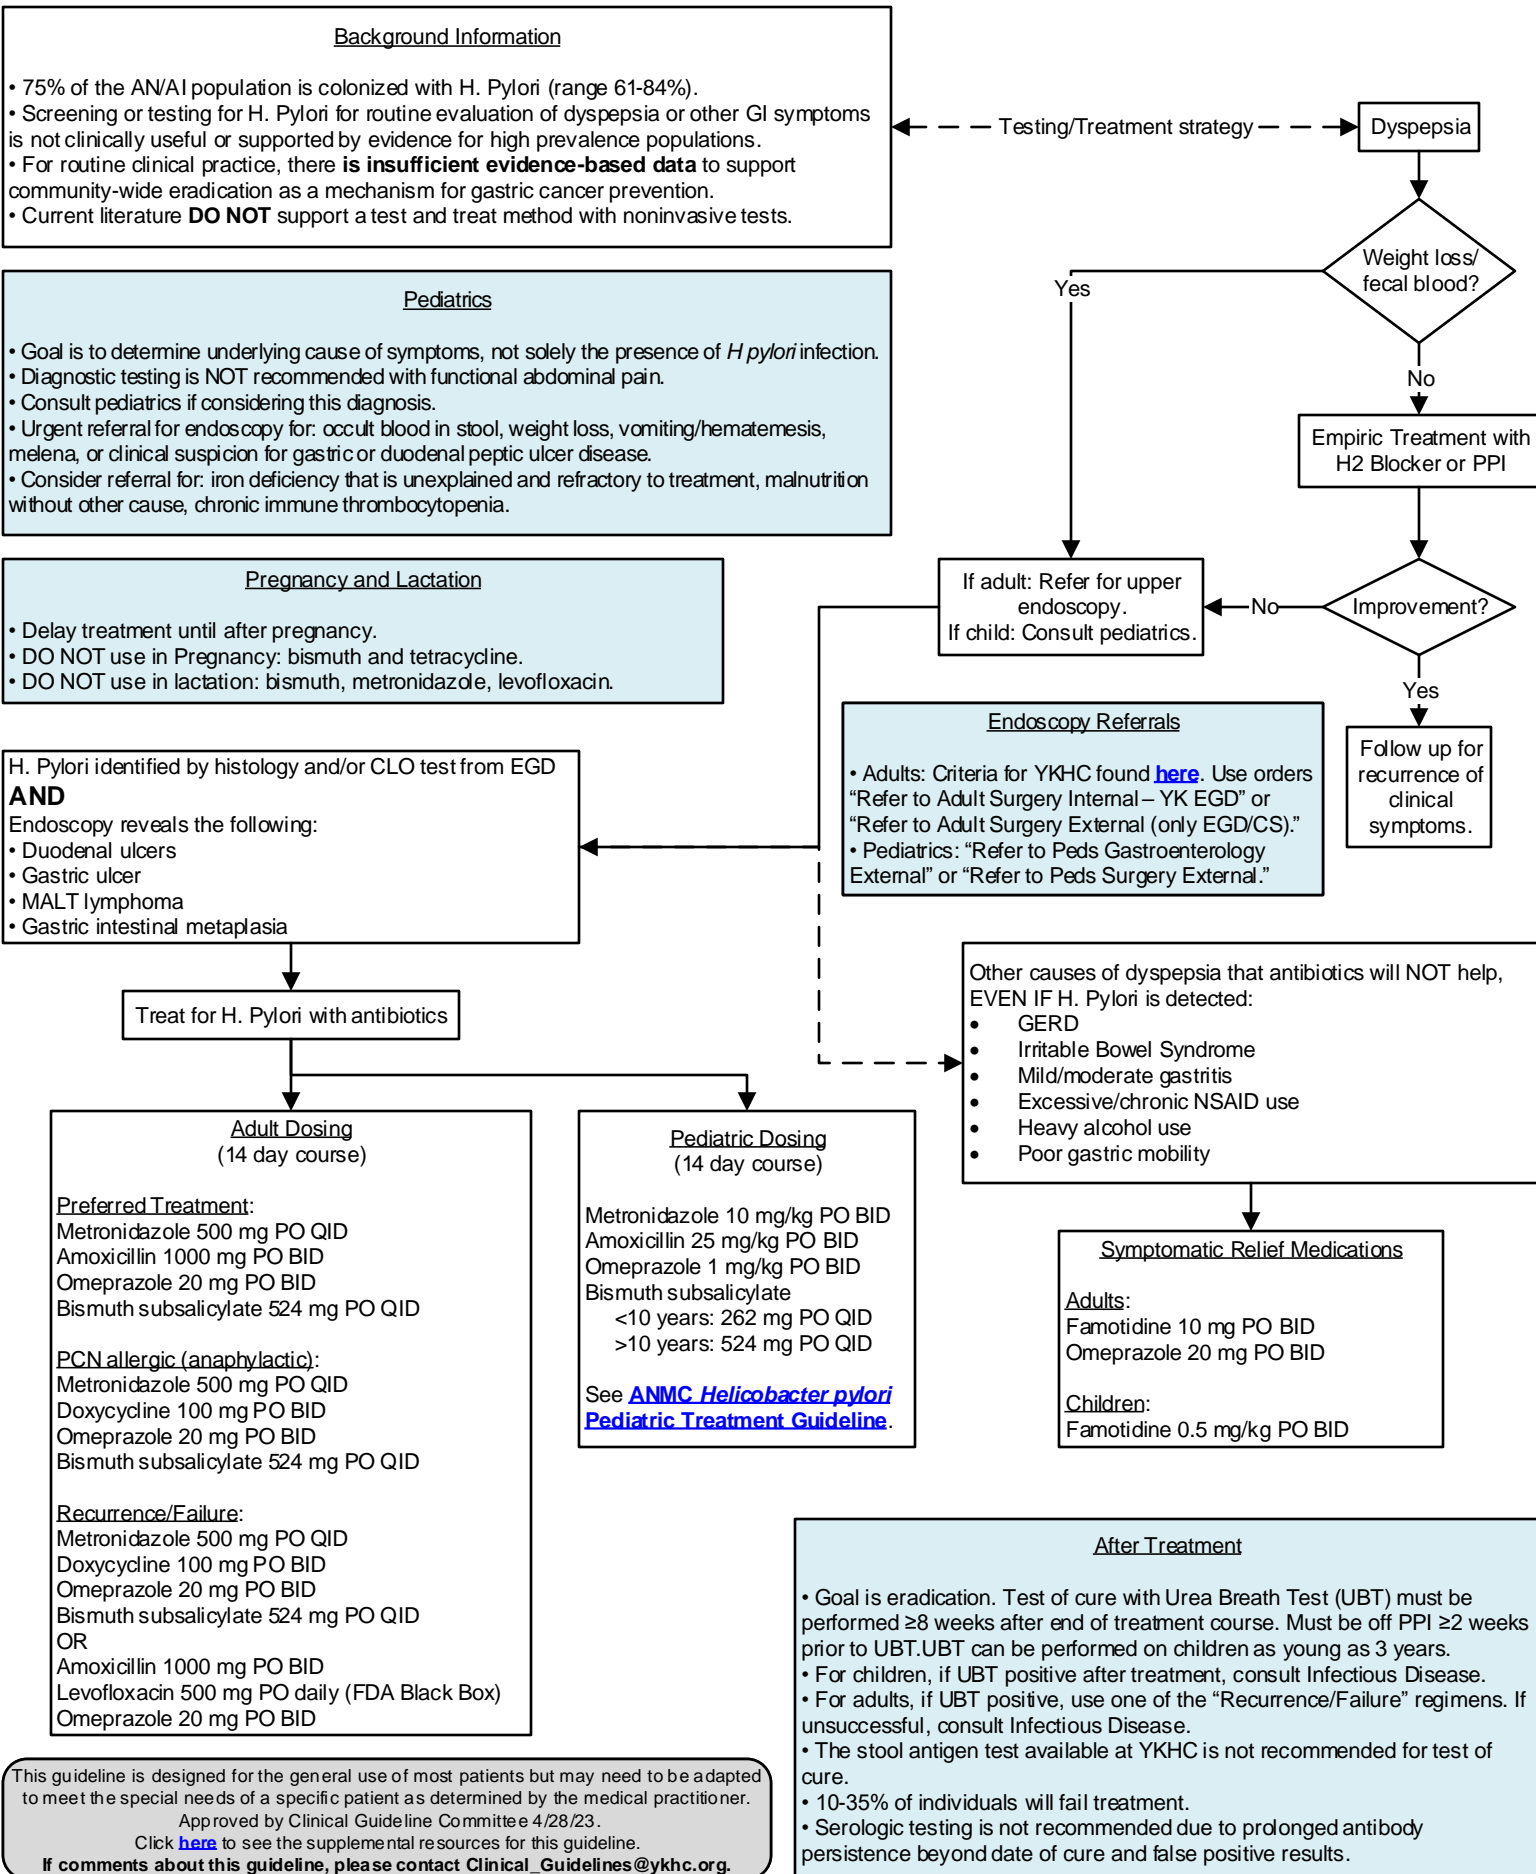 Background Information
• 75% of the AN/AI population is colonized with H. Pylori (range 61-84%).
• Screening or testing for H. Pylori for routine evaluation of dyspepsia or other GI symptoms
is not clinically useful or supported by evidence for high prevalence populations.
• For routine clinical practice, there is insufficient evidence-based data to support
community-wide eradication as a mechanism for gastric cancer prevention.
• Current literature DO NOT support a test and treat method with noninvasive tests.
Testing/Treatment strategy
Dyspepsia
Weight loss/
fecal blood?
Yes
No
Empiric Treatment with
H2 Blocker or PPI
Improvement?
No
Yes
If adult: Refer for upper
endoscopy.
If child: Consult pediatrics.
Follow up for
recurrence of
clinical
symptoms.
Pediatrics
• Goal is to determine underlying cause of symptoms, not solely the presence of H pylori infection.
• Diagnostic testing is NOT recommended with functional abdominal pain.
• Consult pediatrics if considering this diagnosis.
• Urgent referral for endoscopy for: occult blood in stool, weight loss, vomiting/hematemesis,
melena, or clinical suspicion for gastric or duodenal peptic ulcer disease.
• Consider referral for: iron deficiency that is unexplained and refractory to treatment, malnutrition
without other cause, chronic immune thrombocytopenia.
Pregnancy and Lactation
• Delay treatment until after pregnancy.
• DO NOT use in Pregnancy: bismuth and tetracycline.
• DO NOT use in lactation: bismuth, metronidazole, levofloxacin.
Endoscopy Referrals
• Adults: Criteria for YKHC found here. Use orders
“Refer to Adult Surgery Internal – YK EGD” or
“Refer to Adult Surgery External (only EGD/CS).”
• Pediatrics: “Refer to Peds Gastroenterology
External” or “Refer to Peds Surgery External.”
H. Pylori identified by histology and/or CLO test from EGD
AND
Endoscopy reveals the following:
• Duodenal ulcers
• Gastric ulcer
• MALT lymphoma
• Gastric intestinal metaplasia
Treat for H. Pylori with antibiotics
Other causes of dyspepsia that antibiotics will NOT help,
EVEN IF H. Pylori is detected:
• GERD
• Irritable Bowel Syndrome
• Mild/moderate gastritis
• Excessive/chronic NSAID use
• Heavy alcohol use
• Poor gastric mobility
Adult Dosing
(14 day course)
Preferred Treatment:
Metronidazole 500 mg PO QID
Amoxicillin 1000 mg PO BID
Omeprazole 20 mg PO BID
Bismuth subsalicylate 524 mg PO QID
PCN allergic (anaphylactic):
Metronidazole 500 mg PO QID
Doxycycline 100 mg PO BID
Omeprazole 20 mg PO BID
Bismuth subsalicylate 524 mg PO QID
Recurrence/Failure:
Metronidazole 500 mg PO QID
Doxycycline 100 mg PO BID
Omeprazole 20 mg PO BID
Bismuth subsalicylate 524 mg PO QID
OR
Amoxicillin 1000 mg PO BID
Levofloxacin 500 mg PO daily (FDA Black Box)
Omeprazole 20 mg PO BID
Pediatric Dosing
(14 day course)
Metronidazole 10 mg/kg PO BID
Amoxicillin 25 mg/kg PO BID
Omeprazole 1 mg/kg PO BID
Bismuth subsalicylate
<10 years: 262 mg PO QID
>10 years: 524 mg PO QID
See ANMC Helicobacter pylori
Pediatric Treatment Guideline.
Symptomatic Relief Medications
Adults:
Famotidine 10 mg PO BID
Omeprazole 20 mg PO BID
Children:
Famotidine 0.5 mg/kg PO BID
After Treatment
• Goal is eradication. Test of cure with Urea Breath Test (UBT) must be
performed ≥8 weeks after end of treatment course. Must be off PPI ≥2 weeks
prior to UBT.UBT can be performed on children as young as 3 years.
• For children, if UBT positive after treatment, consult Infectious Disease.
• For adults, if UBT positive, use one of the “Recurrence/Failure” regimens. If
unsuccessful, consult Infectious Disease.
• The stool antigen test available at YKHC is not recommended for test of
cure.
• 10-35% of individuals will fail treatment.
• Serologic testing is not recommended due to prolonged antibody
persistence beyond date of cure and false positive results.
This guideline is designed for the general use of most patients but may need to be adapted
to meet the special needs of a specific patient as determined by the medical practitioner.
Approved by Clinical Guideline Committee 4/28/23.
Click here to see the supplemental resources for this guideline.
If comments about this guideline, please contact Clinical_Guidelines@ykhc.org.